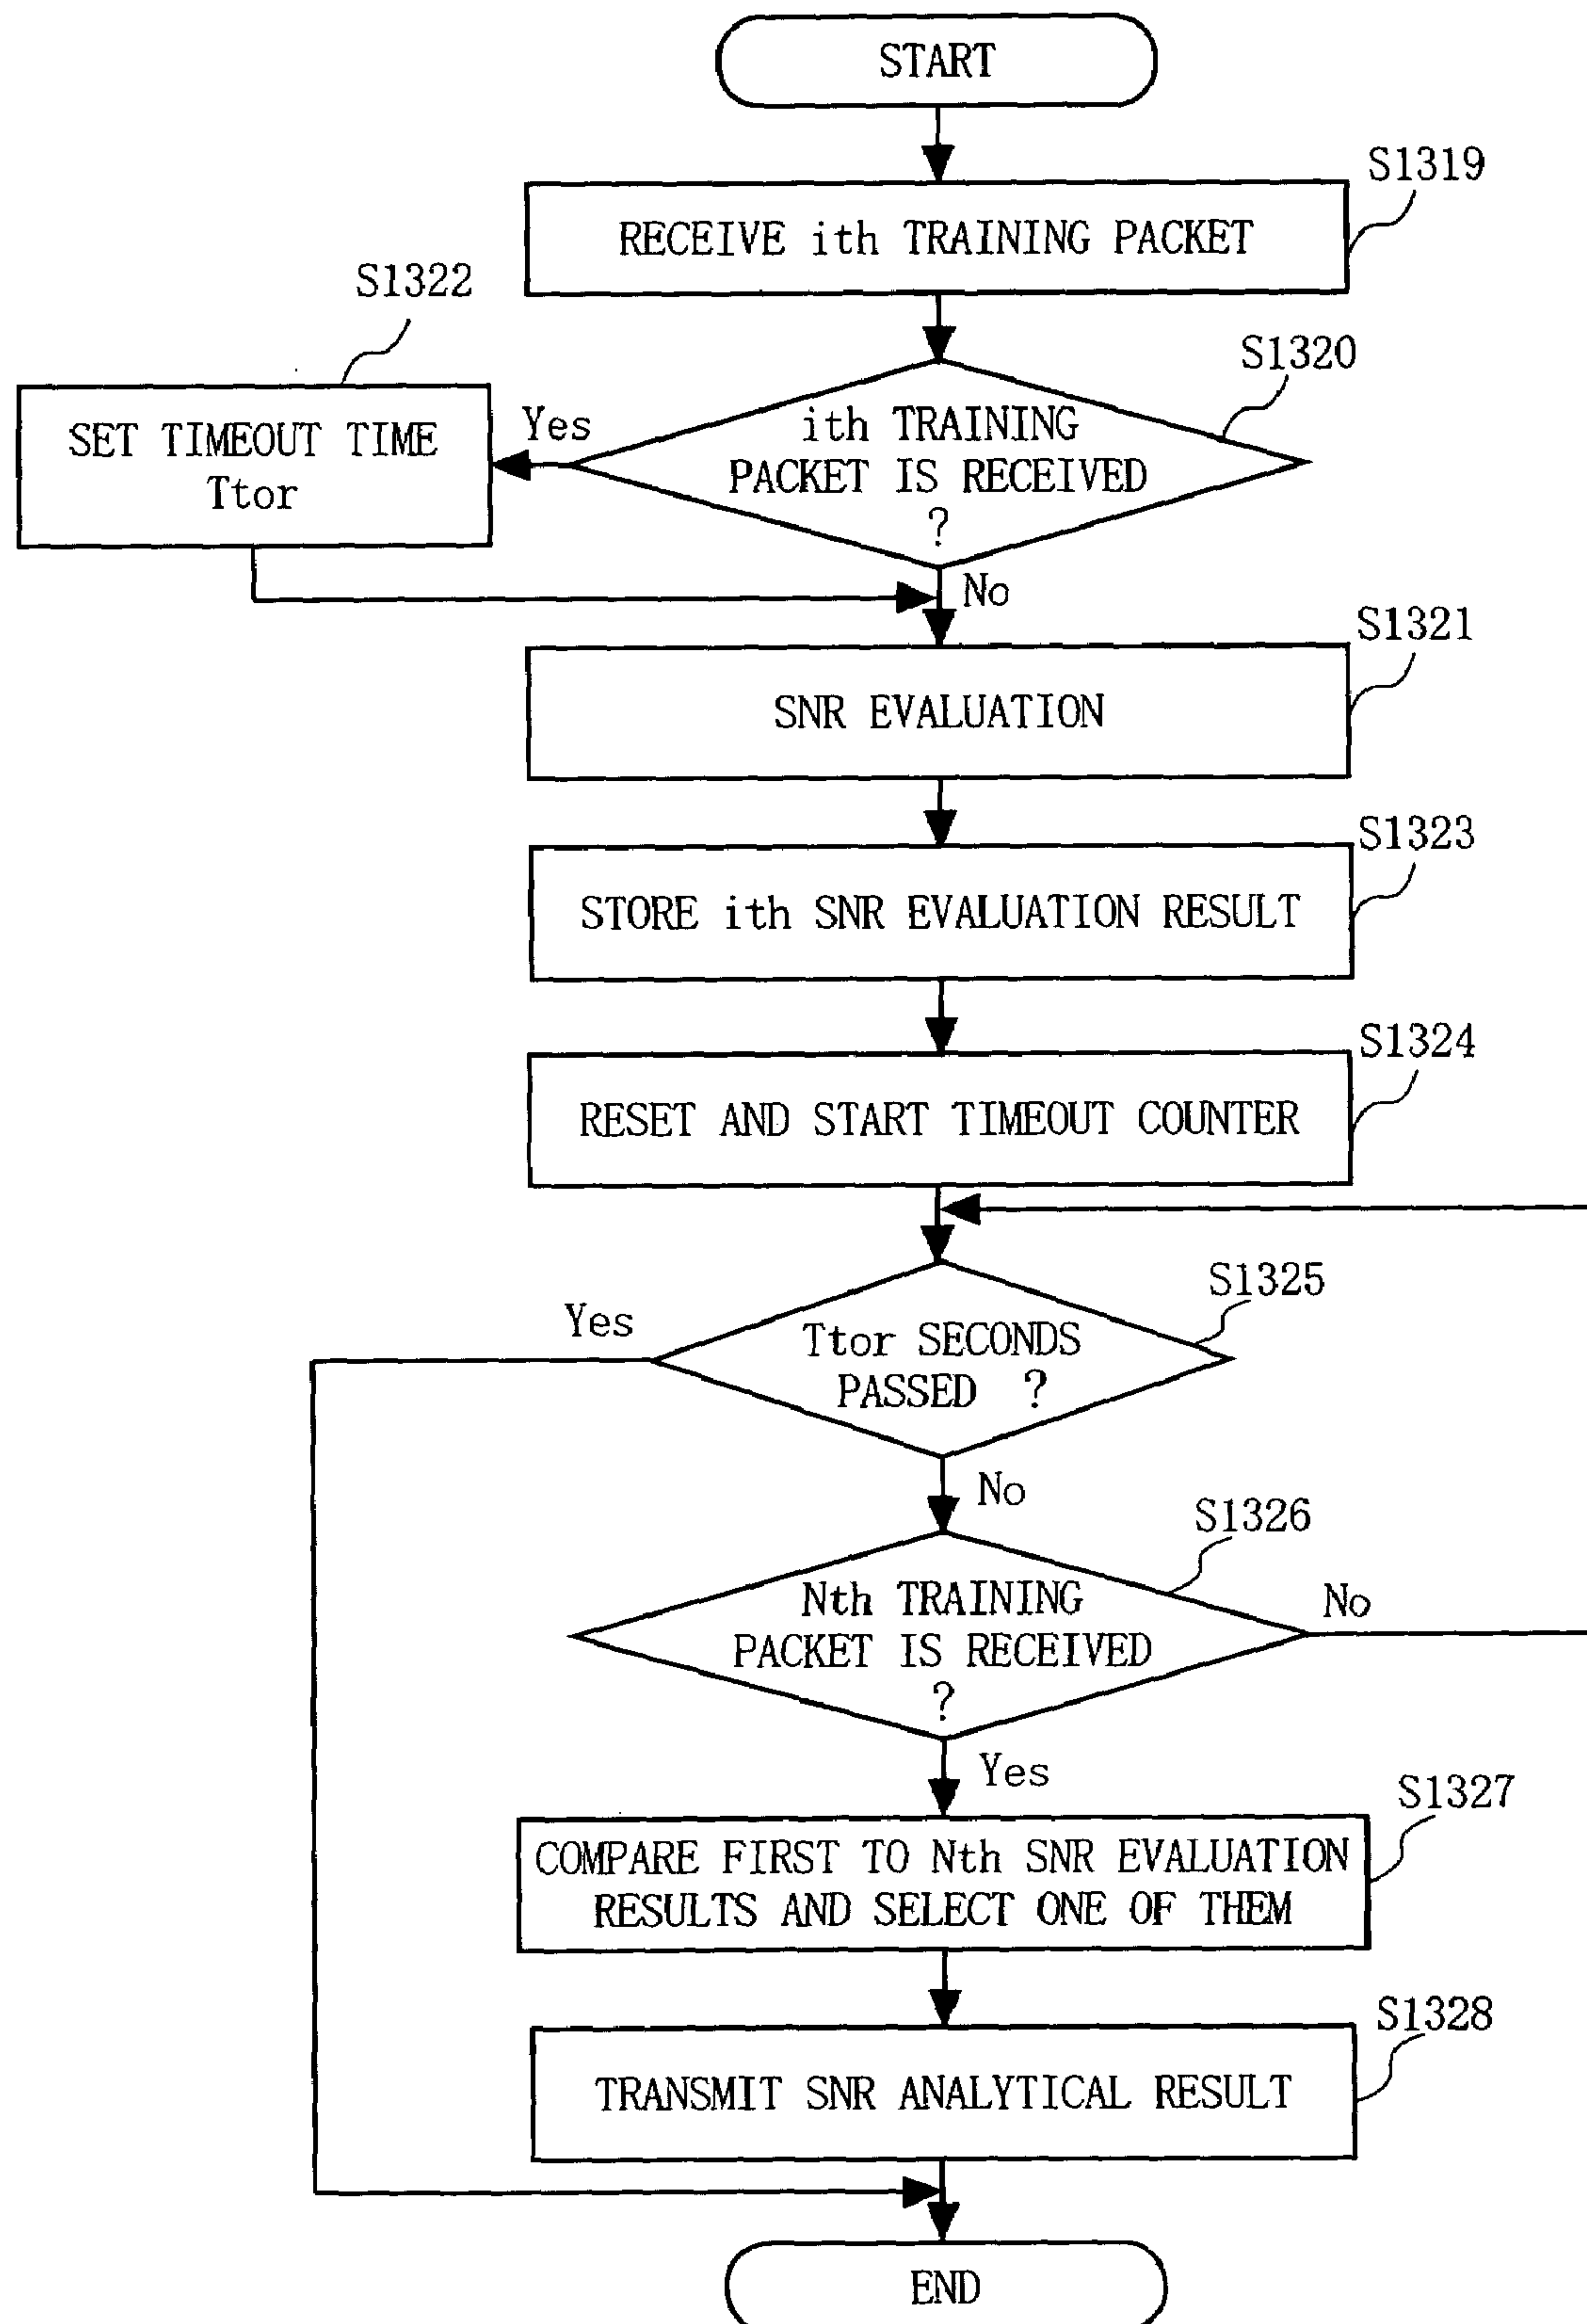 START
S1319
RECEIVE ith TRAINING PACKET
S1322
S1320
SET TIMEOUT TIME
Ttor
Yes
ith TRAINING
PACKET IS RECEIVED
?
No
S1321
SNR EVALUATION
S1323
STORE ith SNR EVALUATION RESULT
S1324
RESET AND START TIMEOUT COUNTER
S1325
Yes
Ttor SECONDS
PASSED ?
No
S1326
Nth TRAINING
PACKET IS RECEIVED
?
No
Yes
S1327
COMPARE FIRST TO Nth SNR EVALUATION
RESULTS AND SELECT ONE OF THEM
S1328
TRANSMIT SNR ANALYTICAL RESULT
END